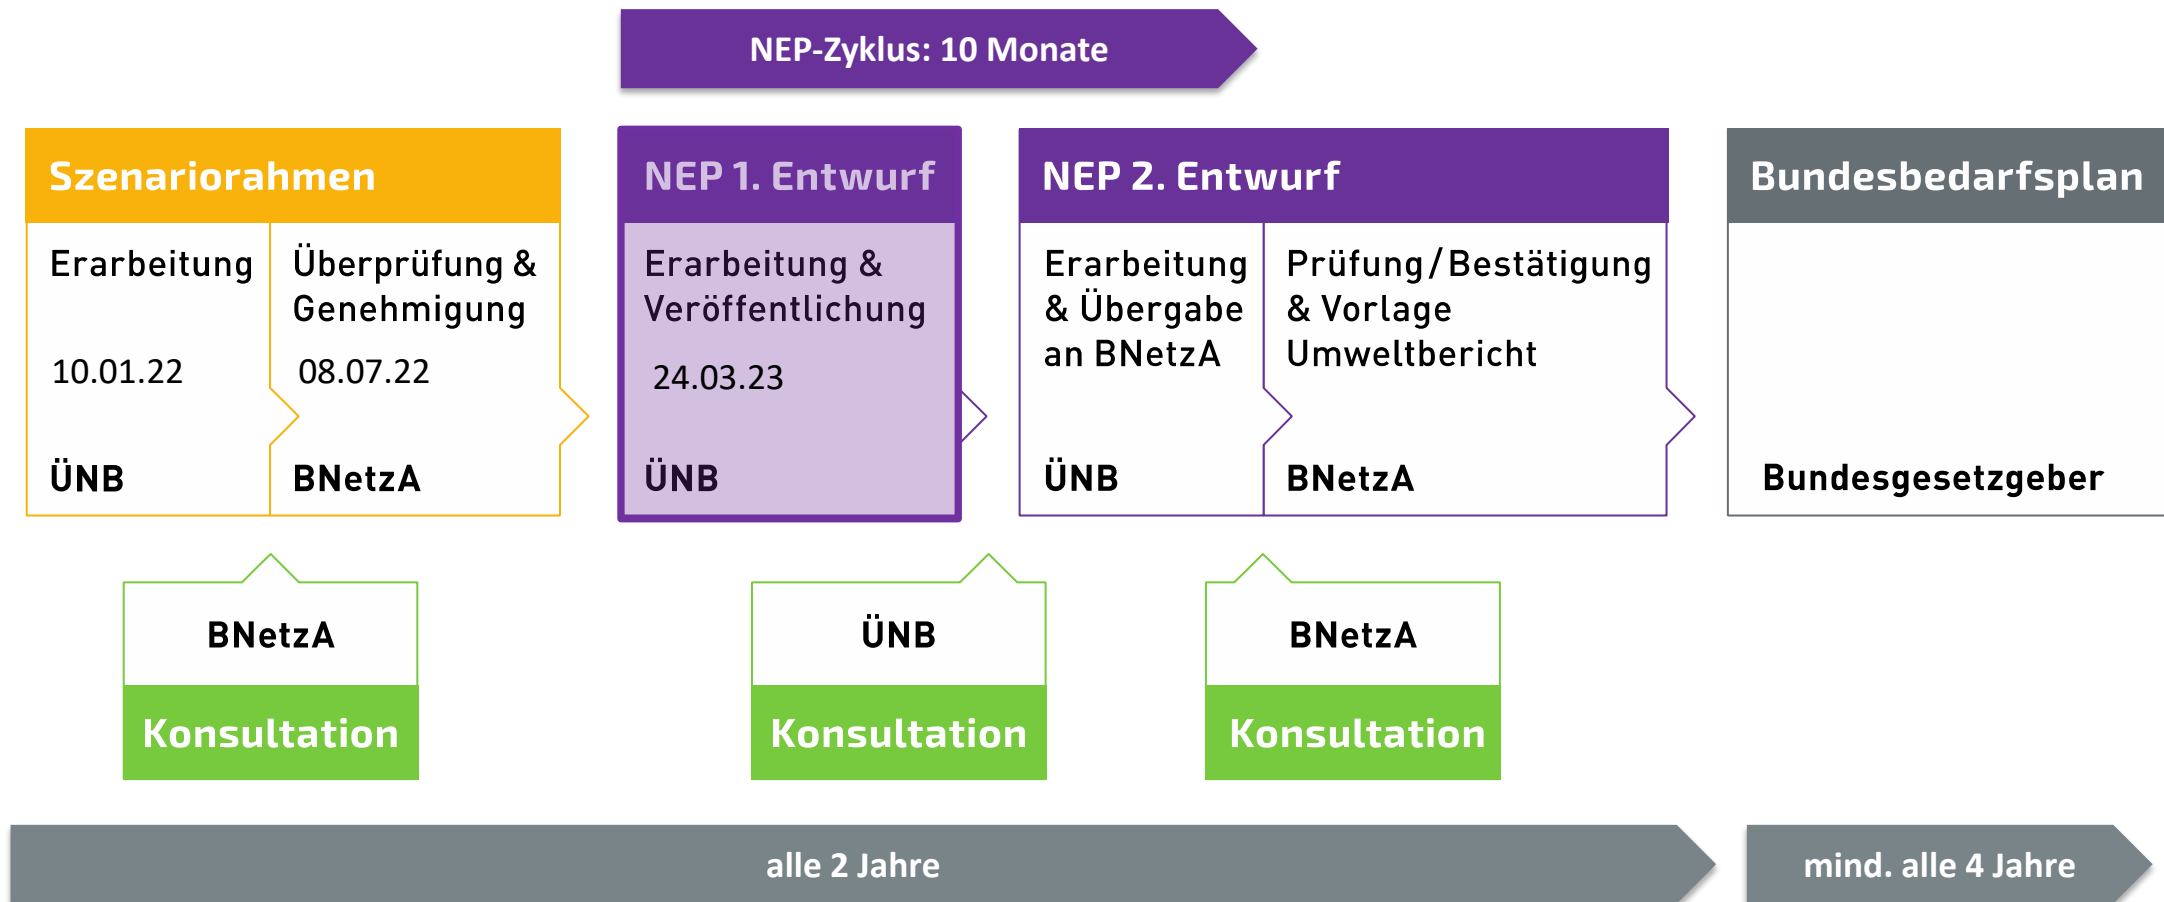 NEP-Zyklus: 10 Monate
Szenariorahmen
Erarbeitung
10.01.22
ÜNB
Überprüfung &
Genehmigung
08.07.22
BNetzA
NEP 1. Entwurf
Erarbeitung &
Veröffentlichung
24.03.23
ÜNB
NEP 2. Entwurf
Erarbeitung
& Übergabe
an BNetzA
ÜNB
Prüfung/Bestätigung
& Vorlage
Umweltbericht
BNetzA
Bundesbedarfsplan
Bundesgesetzgeber
BNetzA
Konsultation
ÜNB
Konsultation
BNetzA
Konsultation
alle 2 Jahre
mind. alle 4 Jahre